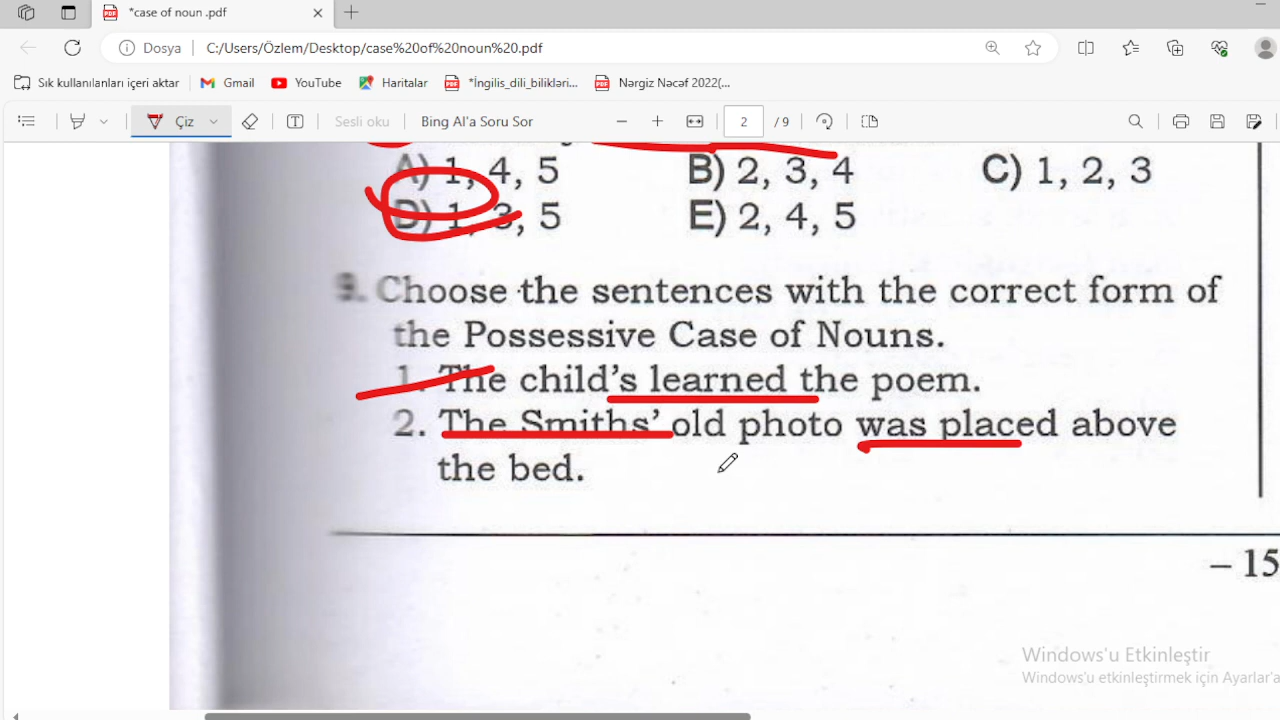 *case of noun .pdf
Dosya C:/Users/Özlem/Desktop/case%20of%20noun%20.pdf
Sık kullanılanları içeri aktar Gmail YouTube Haritalar *İngilis_dili_biliklari... Nərgiz Nəcəf 2022(...
Çiz Sesli oku Bing AI'a Soru Sor 2 / 9
A) 1, 4, 5 B) 2, 3, 4 C) 1, 2, 3
D) 1, 3, 5 E) 2, 4, 5
9. Choose the sentences with the correct form of
the Possessive Case of Nouns.
1. The child's learned the poem.
2. The Smiths' old photo was placed above
the bed.
– 15
Windows'u Etkinleştir
Windows'u etkinleştirmek için Ayarlar'a